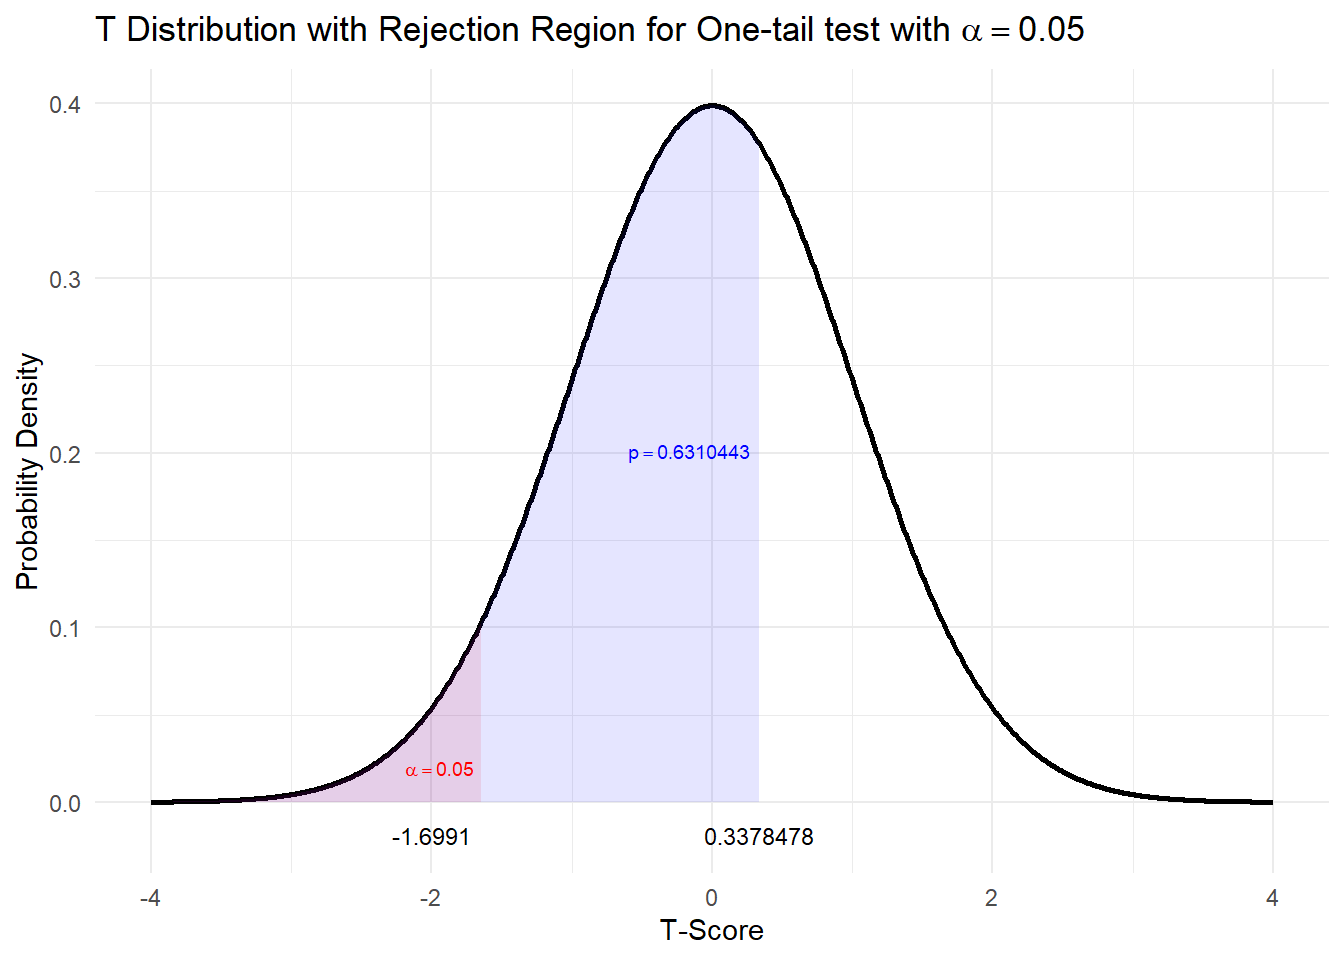 T Distribution with Rejection Region for One-tail test with α = 0.05
Probability Density
0.4
0.3
0.2
0.1
0.0
p = 0.6310443
α = 0.05
-1.6991
0.3378478
-4
-2
0
2
4
T-Score